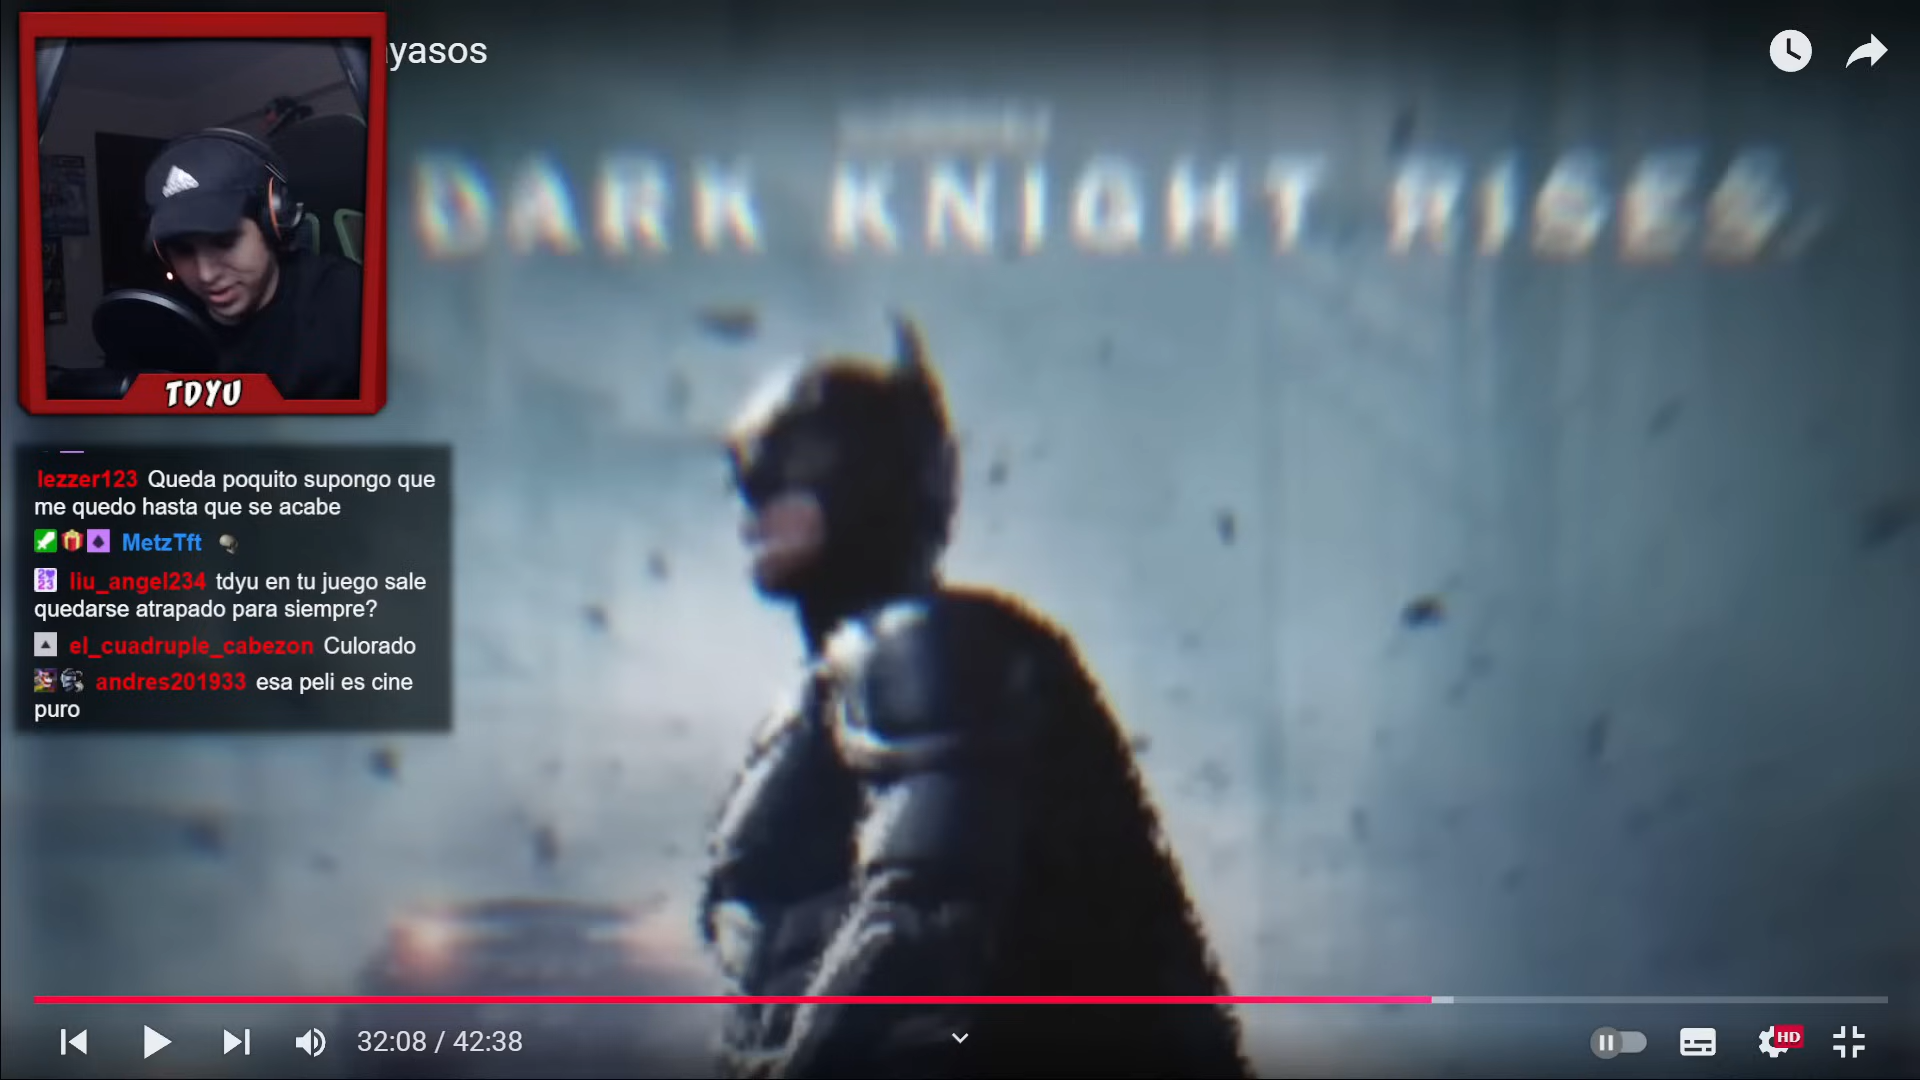 ayasos
DARK KNIGHT RISES
TDYU
lezzer123 Queda poquito supongo que
me quedo hasta que se acabe
MetzTft
liu_angel234 tdyu en tu juego sale
quedarse atrapado para siempre?
el_cuadruple_cabezon Culorado
andres201933 esa peli es cine
puro
32:08 / 42:38
HD